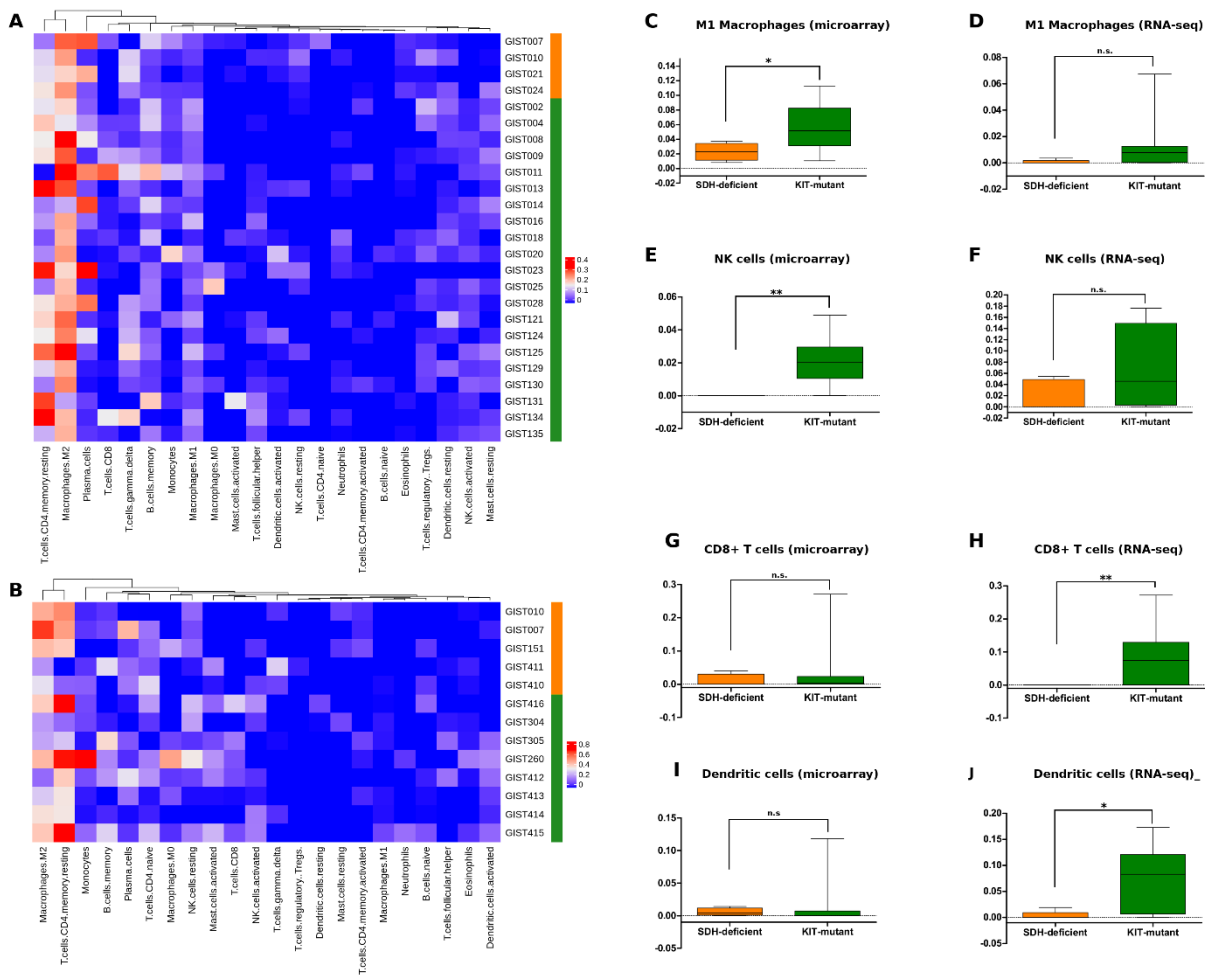 A
GIST007
GIST010
GIST021
GIST024
GIST002
GIST004
GIST008
GIST009
GIST011
GIST013
GIST014
GIST016
GIST018
GIST020
GIST023
GIST025
GIST028
GIST121
GIST124
GIST125
GIST129
GIST130
GIST131
GIST134
GIST135
0.4
0.3
0.2
0.1
0
T.cells.CD4.memory.resting
Macrophages.M2
Plasma.cells
T.cells.CD8
T.cells.gamma.delta
B.cells.memory
Monocytes
Macrophages.M1
Macrophages.M0
Mast.cells.activated
T.cells.follicular.helper
Dendritic.cells.activated
NK.cells.resting
T.cells.CD4.naive
Neutrophils
T.cells.CD4.memory.activated
B.cells.naive
Eosinophils
T.cells.regulatory..Tregs.
Dendritic.cells.resting
NK.cells.activated
Mast.cells.resting
B
GIST010
GIST007
GIST151
GIST411
GIST410
GIST416
GIST304
GIST305
GIST260
GIST412
GIST413
GIST414
GIST415
0.8
0.6
0.4
0.2
0
Macrophages.M2
T.cells.CD4.memory.resting
Monocytes
B.cells.memory
Plasma.cells
T.cells.CD4.naive
Macrophages.M0
NK.cells.resting
Mast.cells.activated
T.cells.CD8
NK.cells.activated
T.cells.gamma.delta
T.cells.regulatory..Tregs.
Dendritic.cells.resting
Mast.cells.resting
T.cells.CD4.memory.activated
Macrophages.M1
Neutrophils
B.cells.naive
T.cells.follicular.helper
Eosinophils
Dendritic.cells.activated
C
M1 Macrophages (microarray)
*
0.14
0.12
0.10
0.08
0.06
0.04
0.02
0.00
-0.02
SDH-deficient
KIT-mutant
D
M1 Macrophages (RNA-seq)
n.s.
0.08
0.06
0.04
0.02
0.00
-0.02
SDH-deficient
KIT-mutant
E
NK cells (microarray)
**
0.06
0.04
0.02
0.00
-0.02
SDH-deficient
KIT-mutant
F
NK cells (RNA-seq)
n.s.
0.20
0.18
0.16
0.14
0.12
0.10
0.08
0.06
0.04
0.02
0.00
-0.02
SDH-deficient
KIT-mutant
G
CD8+ T cells (microarray)
n.s.
0.3
0.2
0.1
0.0
-0.1
SDH-deficient
KIT-mutant
H
CD8+ T cells (RNA-seq)
**
0.3
0.2
0.1
0.0
-0.1
SDH-deficient
KIT-mutant
I
Dendritic cells (microarray)
n.s
0.15
0.10
0.05
0.00
-0.05
SDH-deficient
KIT-mutant
J
Dendritic cells (RNA-seq)_
*
0.20
0.15
0.10
0.05
0.00
-0.05
SDH-deficient
KIT-mutant